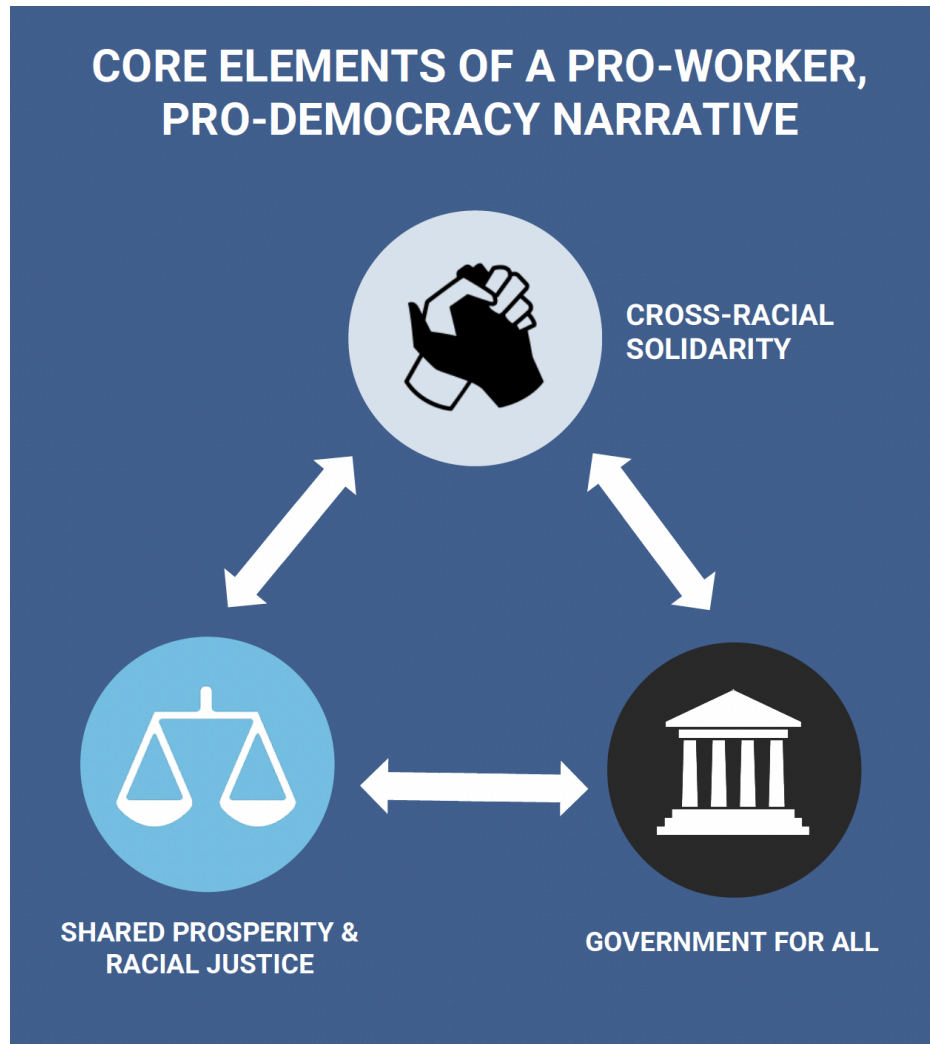 CORE ELEMENTS OF A PRO-WORKER,
PRO-DEMOCRACY NARRATIVE
CROSS-RACIAL
SOLIDARITY
SHARED PROSPERITY &
RACIAL JUSTICE
GOVERNMENT FOR ALL